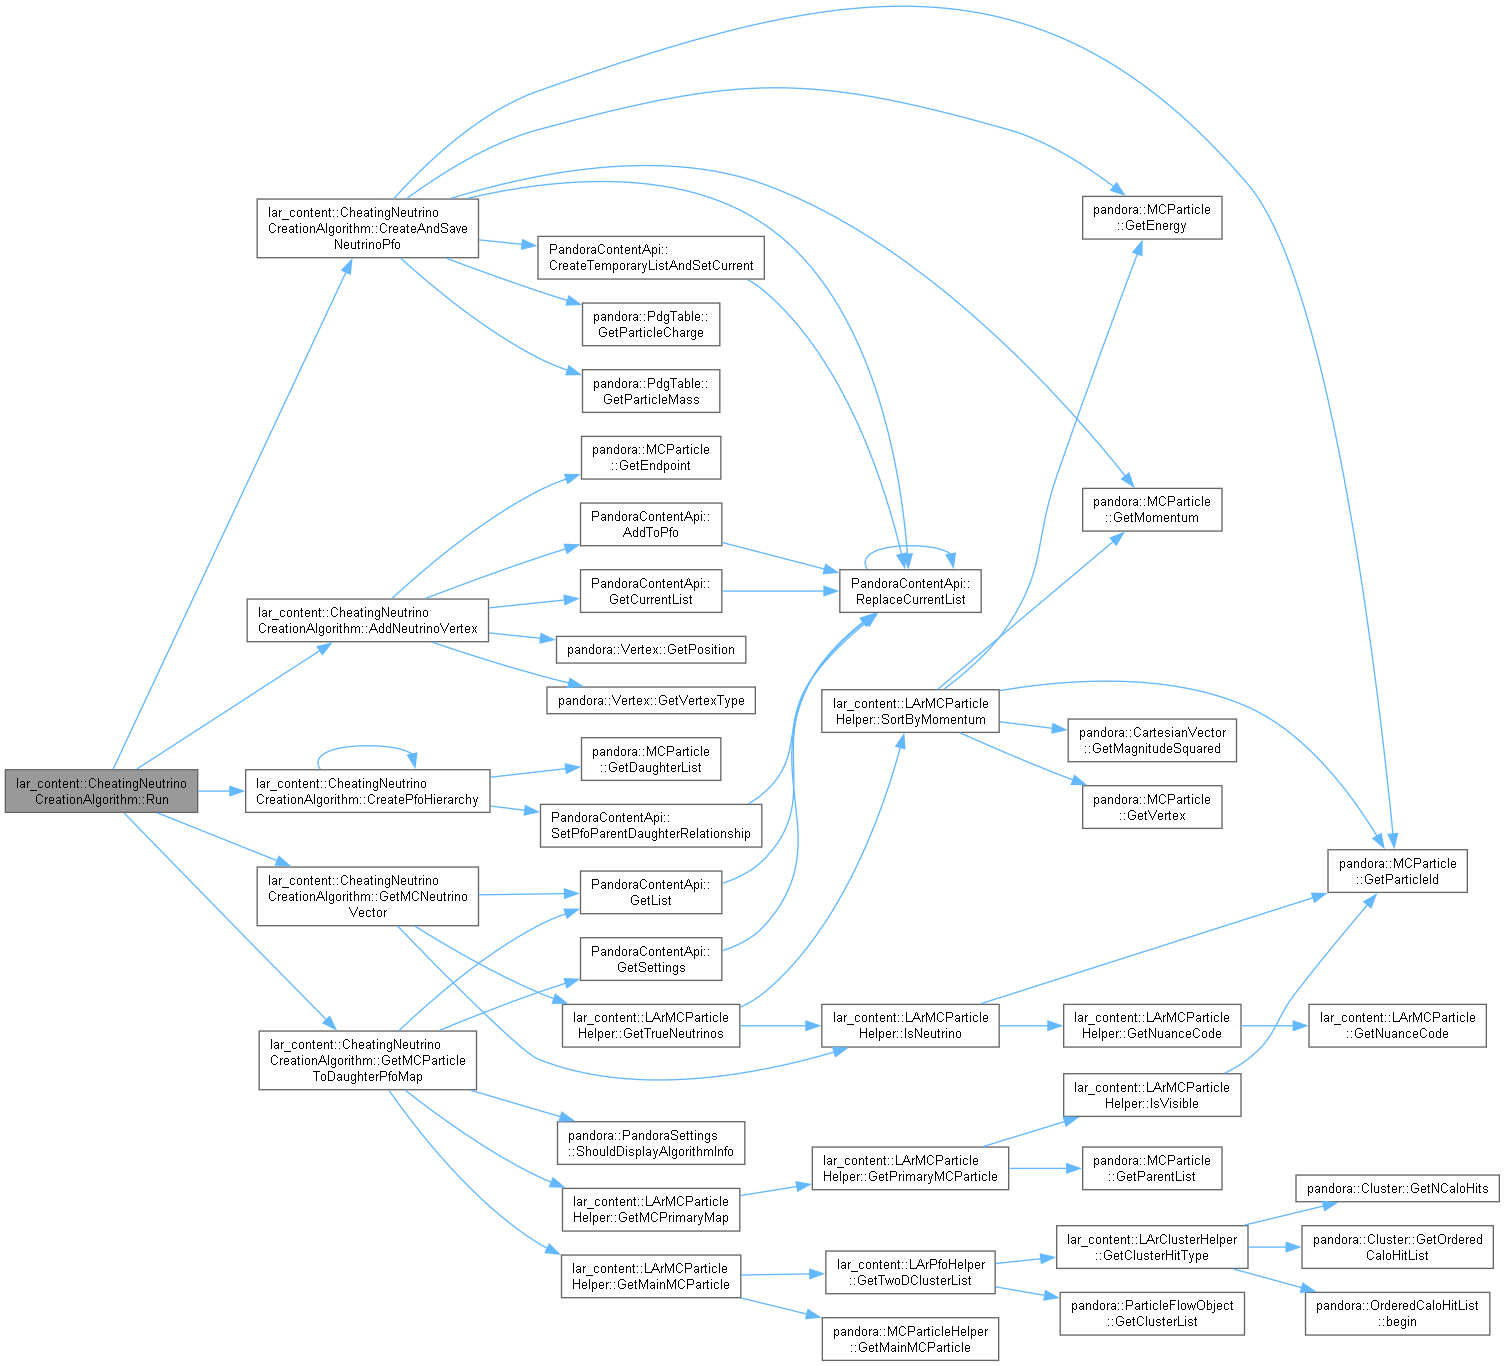 lar_content::CheatingNeutrino
CreationAlgorithm::Run
lar_content::CheatingNeutrino
CreationAlgorithm::CreateAndSave
NeutrinoPfo
lar_content::CheatingNeutrino
CreationAlgorithm::AddNeutrinoVertex
lar_content::CheatingNeutrino
CreationAlgorithm::CreatePfoHierarchy
lar_content::CheatingNeutrino
CreationAlgorithm::GetMCNeutrino
Vector
lar_content::CheatingNeutrino
CreationAlgorithm::GetMCParticle
ToDaughterPfoMap
PandoraContentApi::
CreateTemporaryListAndSetCurrent
pandora::PdgTable::
GetParticleCharge
pandora::PdgTable::
GetParticleMass
pandora::MCParticle
::GetEndpoint
PandoraContentApi::
AddToPfo
PandoraContentApi::
GetCurrentList
pandora::Vertex::GetPosition
pandora::Vertex::GetVertexType
pandora::MCParticle
::GetDaughterList
PandoraContentApi::
SetPfoParentDaughterRelationship
PandoraContentApi::
GetList
PandoraContentApi::
GetSettings
lar_content::LArMCParticle
Helper::GetTrueNeutrinos
pandora::PandoraSettings
::ShouldDisplayAlgorithmInfo
lar_content::LArMCParticle
Helper::GetMCPrimaryMap
lar_content::LArMCParticle
Helper::GetMainMCParticle
PandoraContentApi::
ReplaceCurrentList
lar_content::LArMCParticle
Helper::SortByMomentum
lar_content::LArMCParticle
Helper::IsNeutrino
lar_content::LArMCParticle
Helper::GetPrimaryMCParticle
lar_content::LArPfoHelper
::GetTwoDClusterList
pandora::MCParticleHelper
::GetMainMCParticle
pandora::MCParticle
::GetEnergy
pandora::MCParticle
::GetMomentum
pandora::CartesianVector
::GetMagnitudeSquared
pandora::MCParticle
::GetVertex
lar_content::LArMCParticle
Helper::GetNuanceCode
lar_content::LArMCParticle
Helper::IsVisible
pandora::MCParticle
::GetParentList
lar_content::LArClusterHelper
::GetClusterHitType
pandora::ParticleFlowObject
::GetClusterList
pandora::MCParticle
::GetParticleId
lar_content::LArMCParticle
::GetNuanceCode
pandora::Cluster::GetNCaloHits
pandora::Cluster::GetOrdered
CaloHitList
pandora::OrderedCaloHitList
::begin